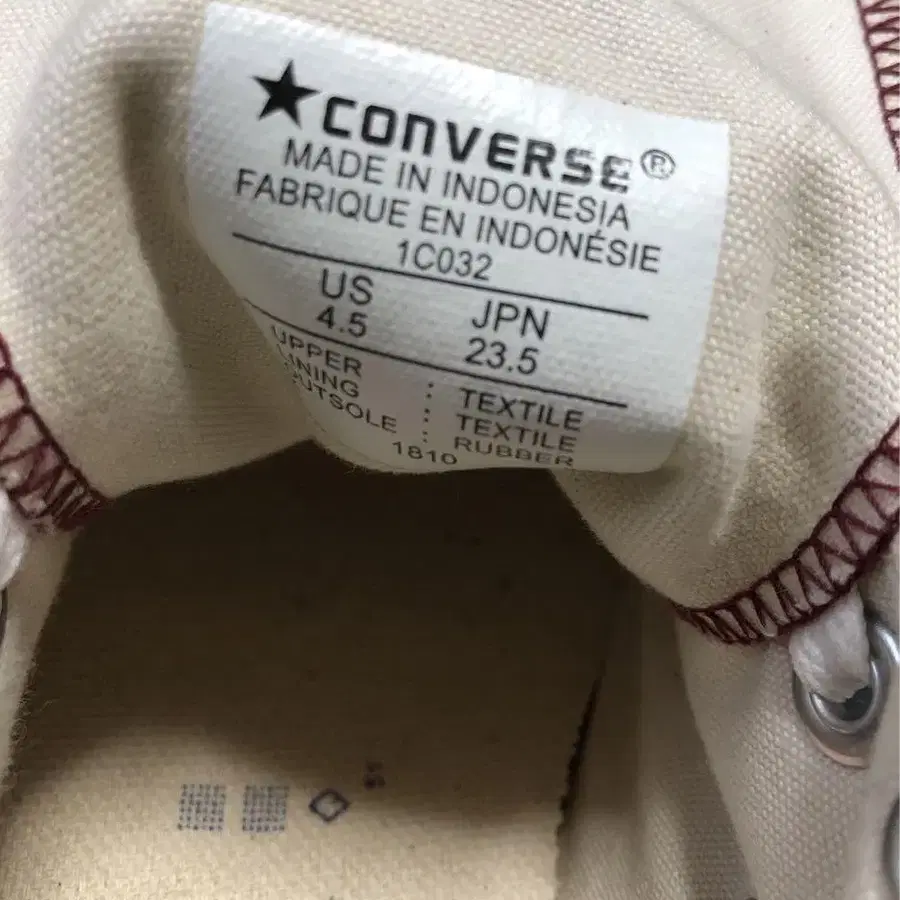 ★CONVERSE®
MADE IN INDONESIA
FABRIQUE EN INDONÉSIE
1C032
US JPN
4.5 23.5
UPPER : TEXTILE
LINING : TEXTILE
OUTSOLE : RUBBER
1810